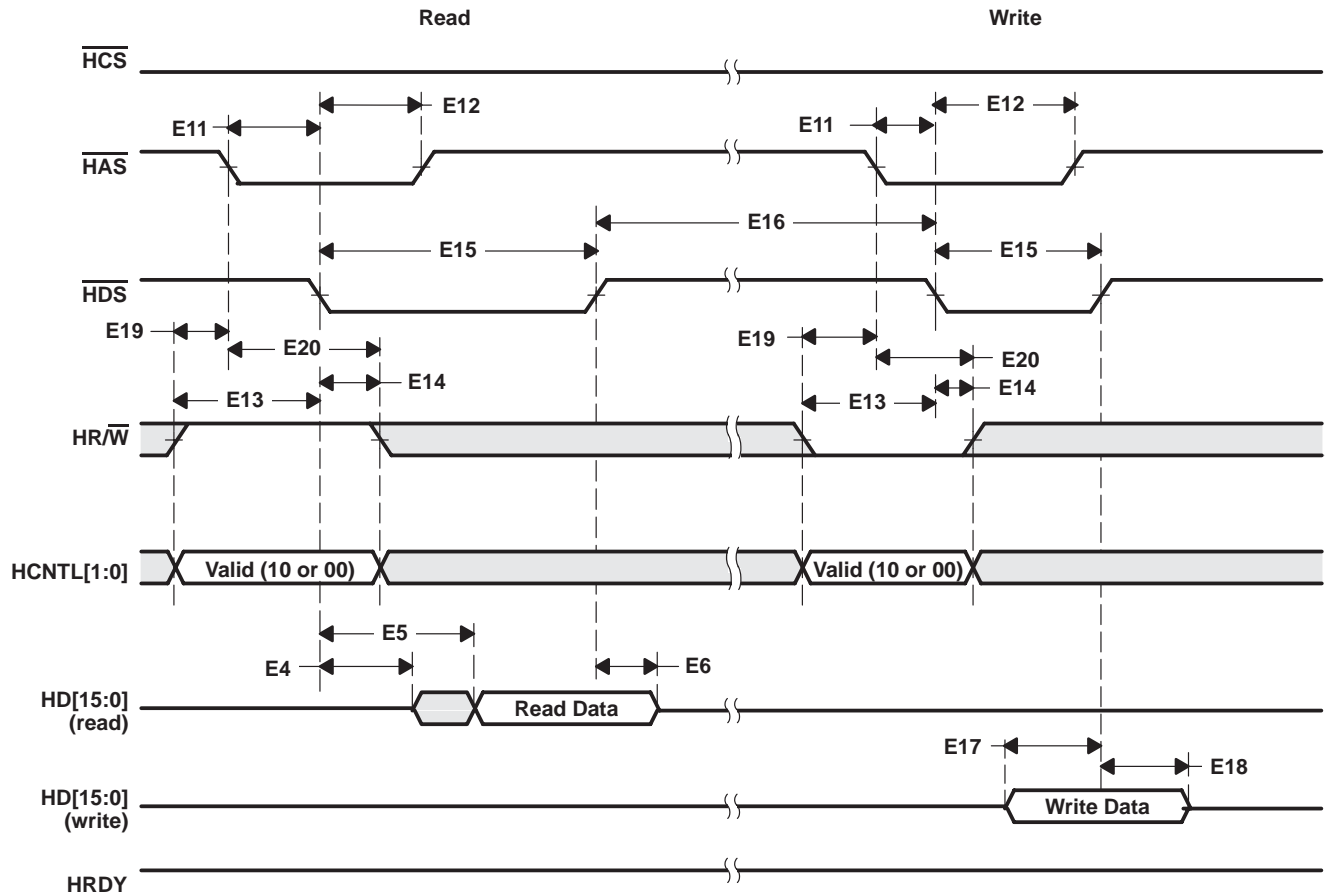 Read Write
HCS
E12 E12
E11 E11
HAS
E16
E15 E15
HDS
E19 E19
E20 E20
E14 E14
E13 E13
HR/W
HCNTL[1:0] Valid (10 or 00) Valid (10 or 00)
E5
E4 E6
HD[15:0]
(read)
Read Data
E17 E18
HD[15:0]
(write)
Write Data
HRDY